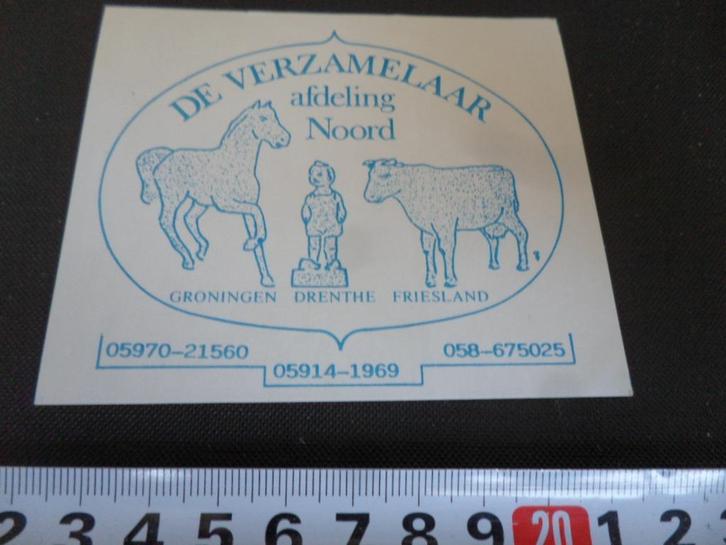 DE VERZAMELAAR
afdeling
Noord
GRONINGEN DRENTHE FRIESLAND
05970-21560
05914-1969
058-675025
2 3 4 5 6 7 8 9 20 1 2